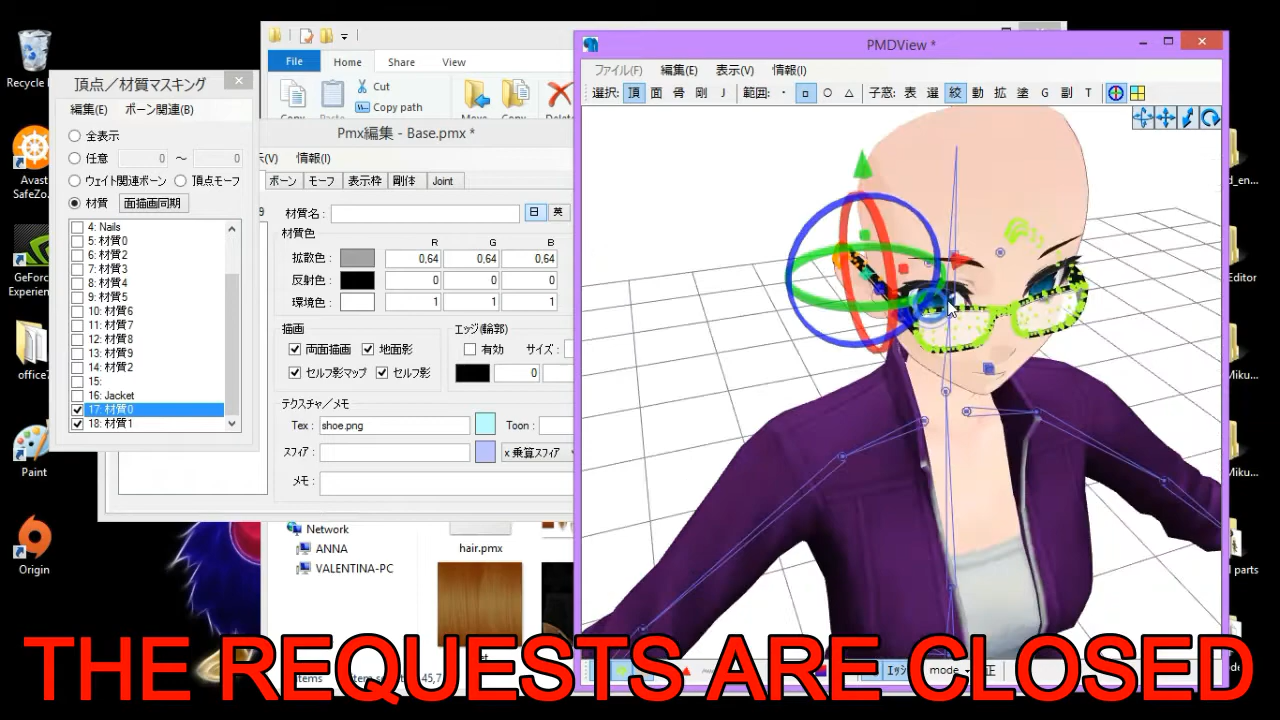 Recycle
Avast
SafeZo...
GeForce
Experien...
office7
Paint
Origin
頂点／材質マスキング
編集(E) ボーン関連(B)
全表示
任意 0 ～ 0
ウェイト関連ボーン 頂点モーフ
材質 面描画同期
4: Nails
5: 材質0
6: 材質2
7: 材質3
8: 材質4
9: 材質5
10: 材質6
11: 材質7
12: 材質8
13: 材質9
14: 材質2
15:
16: Jacket
17: 材質0
18: 材質1
File Home Share View
Cut
Copy path
Pmx編集 - Base.pmx *
(V) 情報(I)
ボーン モーフ 表示枠 剛体 Joint
材質名 : 日 英
材質色
R G B
拡散色 : 0.64 0.64 0.64
反射色 : 0 0 0
環境色 : 1 1 1
描画 エッジ(輪郭)
両面描画 地面影 有効 サイズ :
セルフ影マップ セルフ影 0
テクスチャ／メモ
Tex : shoe.png Toon :
スフィア : x 乗算スフィア
メモ :
Network
ANNA
VALENTINA-PC
hair.pmx
PMDView *
ファイル(F) 編集(E) 表示(V) 情報(I)
選択: 頂 面 骨 剛 J 範囲: 子窓: 表 選 絞 動 拡 塗 G 副 T
mode
d_en...
Editor
Miku...
Miku...
l parts
THE REQUESTS ARE CLOSED